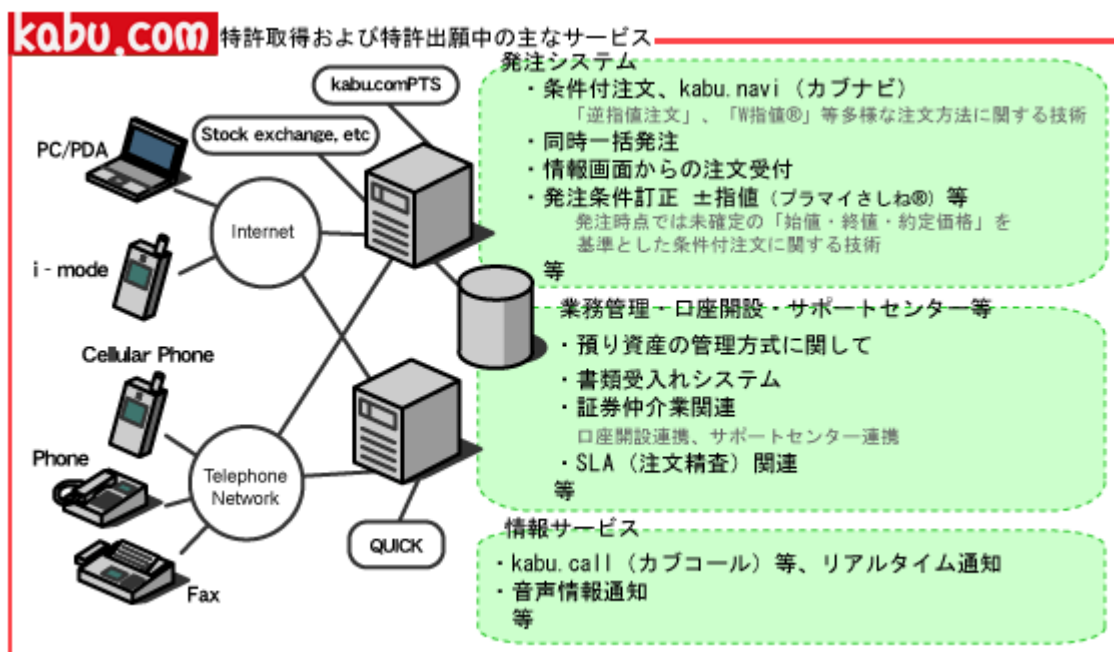 kabu.com 特許取得および特許出願中の主なサービス
kabu.comPTS
Stock exchange, etc
PC/PDA
Internet
i-mode
Cellular Phone
Phone
Telephone
Network
QUICK
Fax
発注システム
・条件付注文、kabu.navi（カブナビ）
「逆指値注文」、「W指値®」等多様な注文方法に関する技術
・同時一括発注
・情報画面からの注文受付
・発注条件訂正 ±指値（プラマイさしね®）等
発注時点では未確定の「始値・終値・約定価格」を
基準とした条件付注文に関する技術
等
業務管理・口座開設・サポートセンター等
・預り資産の管理方式に関して
・書類受入れシステム
・証券仲介業関連
口座開設連携、サポートセンター連携
・SLA（注文精査）関連
等
情報サービス
・kabu.call（カブコール）等、リアルタイム通知
・音声情報通知
等